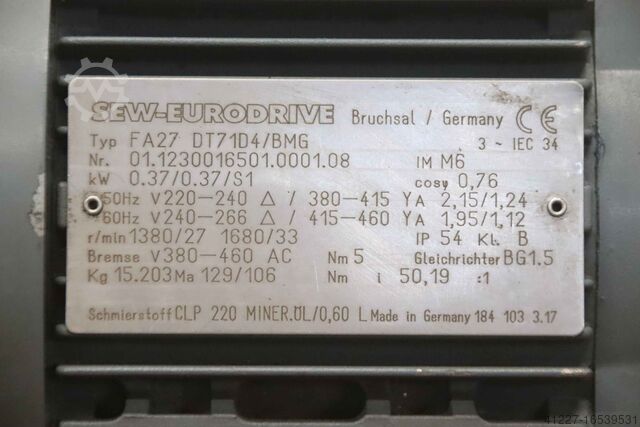 SEW-EURODRIVE Bruchsal / Germany CE
Typ FA27 DT71D4/BMG 3 ~ IEC 34
Nr. 01.1230016501.0001.08 IM M6
kW 0.37/0.37/S1 cosφ 0,76
50Hz V220-240 Δ / 380-415 Y A 2,15/1,24
60Hz V240-266 Δ / 415-460 Y A 1,95/1,12
r/min 1380/27 1680/33 IP 54 Kl. B
Bremse V380-460 AC Nm 5 Gleichrichter BG1.5
Kg 15.203 Ma 129/106 Nm i 50,19 :1
Schmierstoff CLP 220 MINER.ÖL/0,60 L Made in Germany 184 103 3.17
41227-16539531